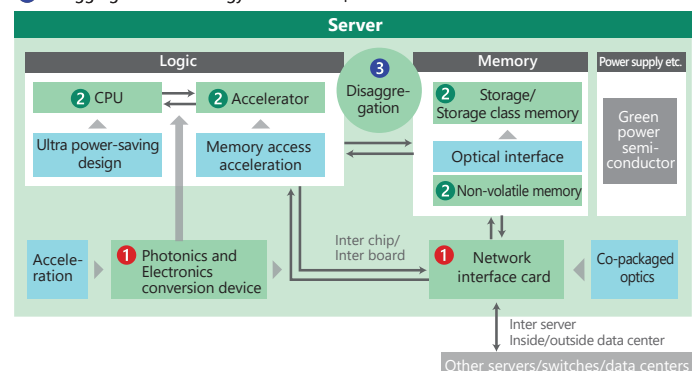 Server
Logic
Memory
Power supply etc.
3
Disaggre-
gation
2 CPU
2 Accelerator
2 Storage/
Storage class memory
Green
power
semi-
conductor
Ultra power-saving
design
Memory access
acceleration
Optical interface
2 Non-volatile memory
Inter chip/
Inter board
Accele-
ration
1 Photonics and
Electronics
conversion device
1 Network
interface card
Co-packaged
optics
Inter server
Inside/outside data center
Other servers/switches/data centers